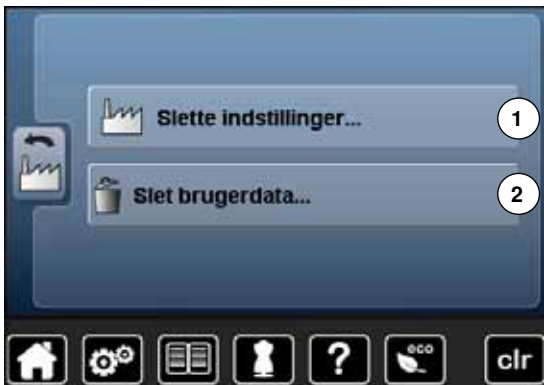 Slette indstillinger...
1
Slet brugerdata...
2
?
eco
clr